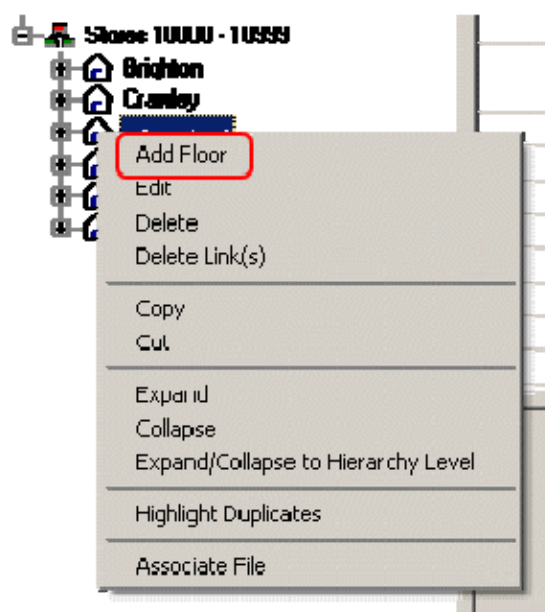 Stores 10000 - 10999
Brighton
Crawley
Add Floor
Edit
Delete
Delete Link(s)
Copy
Cut
Expand
Collapse
Expand/Collapse to Hierarchy Level
Highlight Duplicates
Associate File